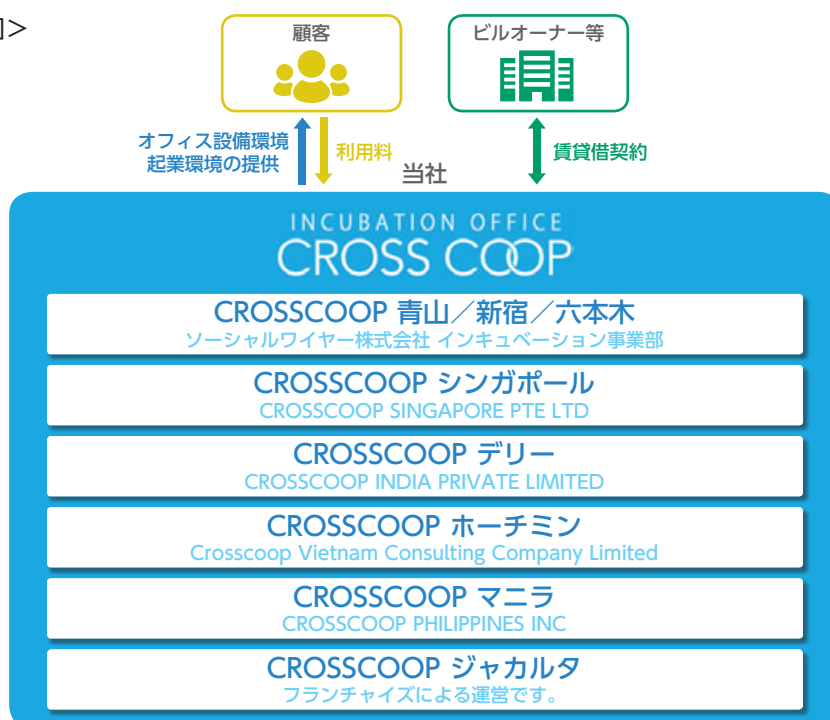 ]>
顧客
ビルオーナー等
オフィス設備環境
起業環境の提供
利用料
賃貸借契約
当社
INCUBATION OFFICE
CROSS COOP
CROSSCOOP 青山／新宿／六本木
ソーシャルワイヤー株式会社 インキュベーション事業部
CROSSCOOP シンガポール
CROSSCOOP SINGAPORE PTE LTD
CROSSCOOP デリー
CROSSCOOP INDIA PRIVATE LIMITED
CROSSCOOP ホーチミン
Crosscoop Vietnam Consulting Company Limited
CROSSCOOP マニラ
CROSSCOOP PHILIPPINES INC
CROSSCOOP ジャカルタ
フランチャイズによる運営です。